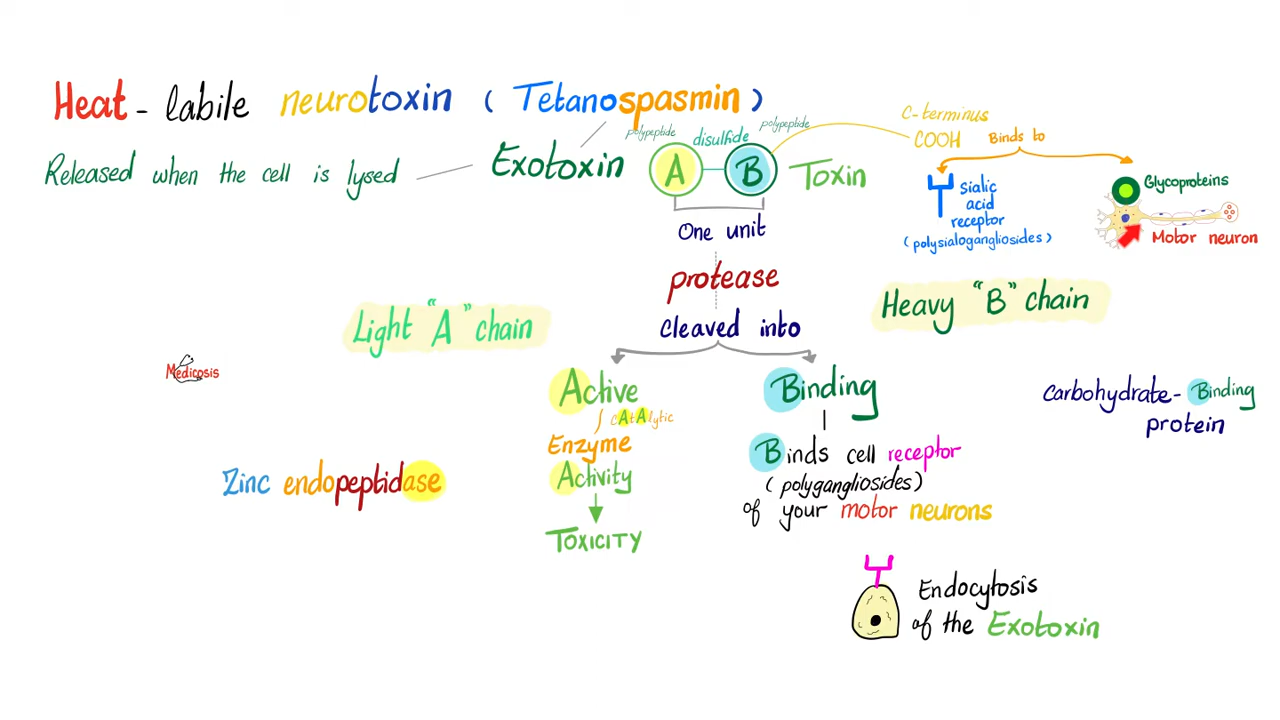 Heat - labile neurotoxin ( Tetanospasmin )
Released when the cell is lysed
Exotoxin
polypeptide
disulfide
polypeptide
A
B
Toxin
C-terminus
COOH
Binds to
Sialic
acid
receptor
(polysialogangliosides)
Glycoproteins
Motor neuron
One unit
protease
cleaved into
Light "A" chain
Heavy "B" chain
Medicosis
Active
CAtAlytic
Enzyme
Activity
TOXICITY
Zinc endopeptidase
Binding
Binds cell receptor
(polygangliosides)
of your motor neurons
Carbohydrate - Binding
protein
Endocytosis
of the Exotoxin